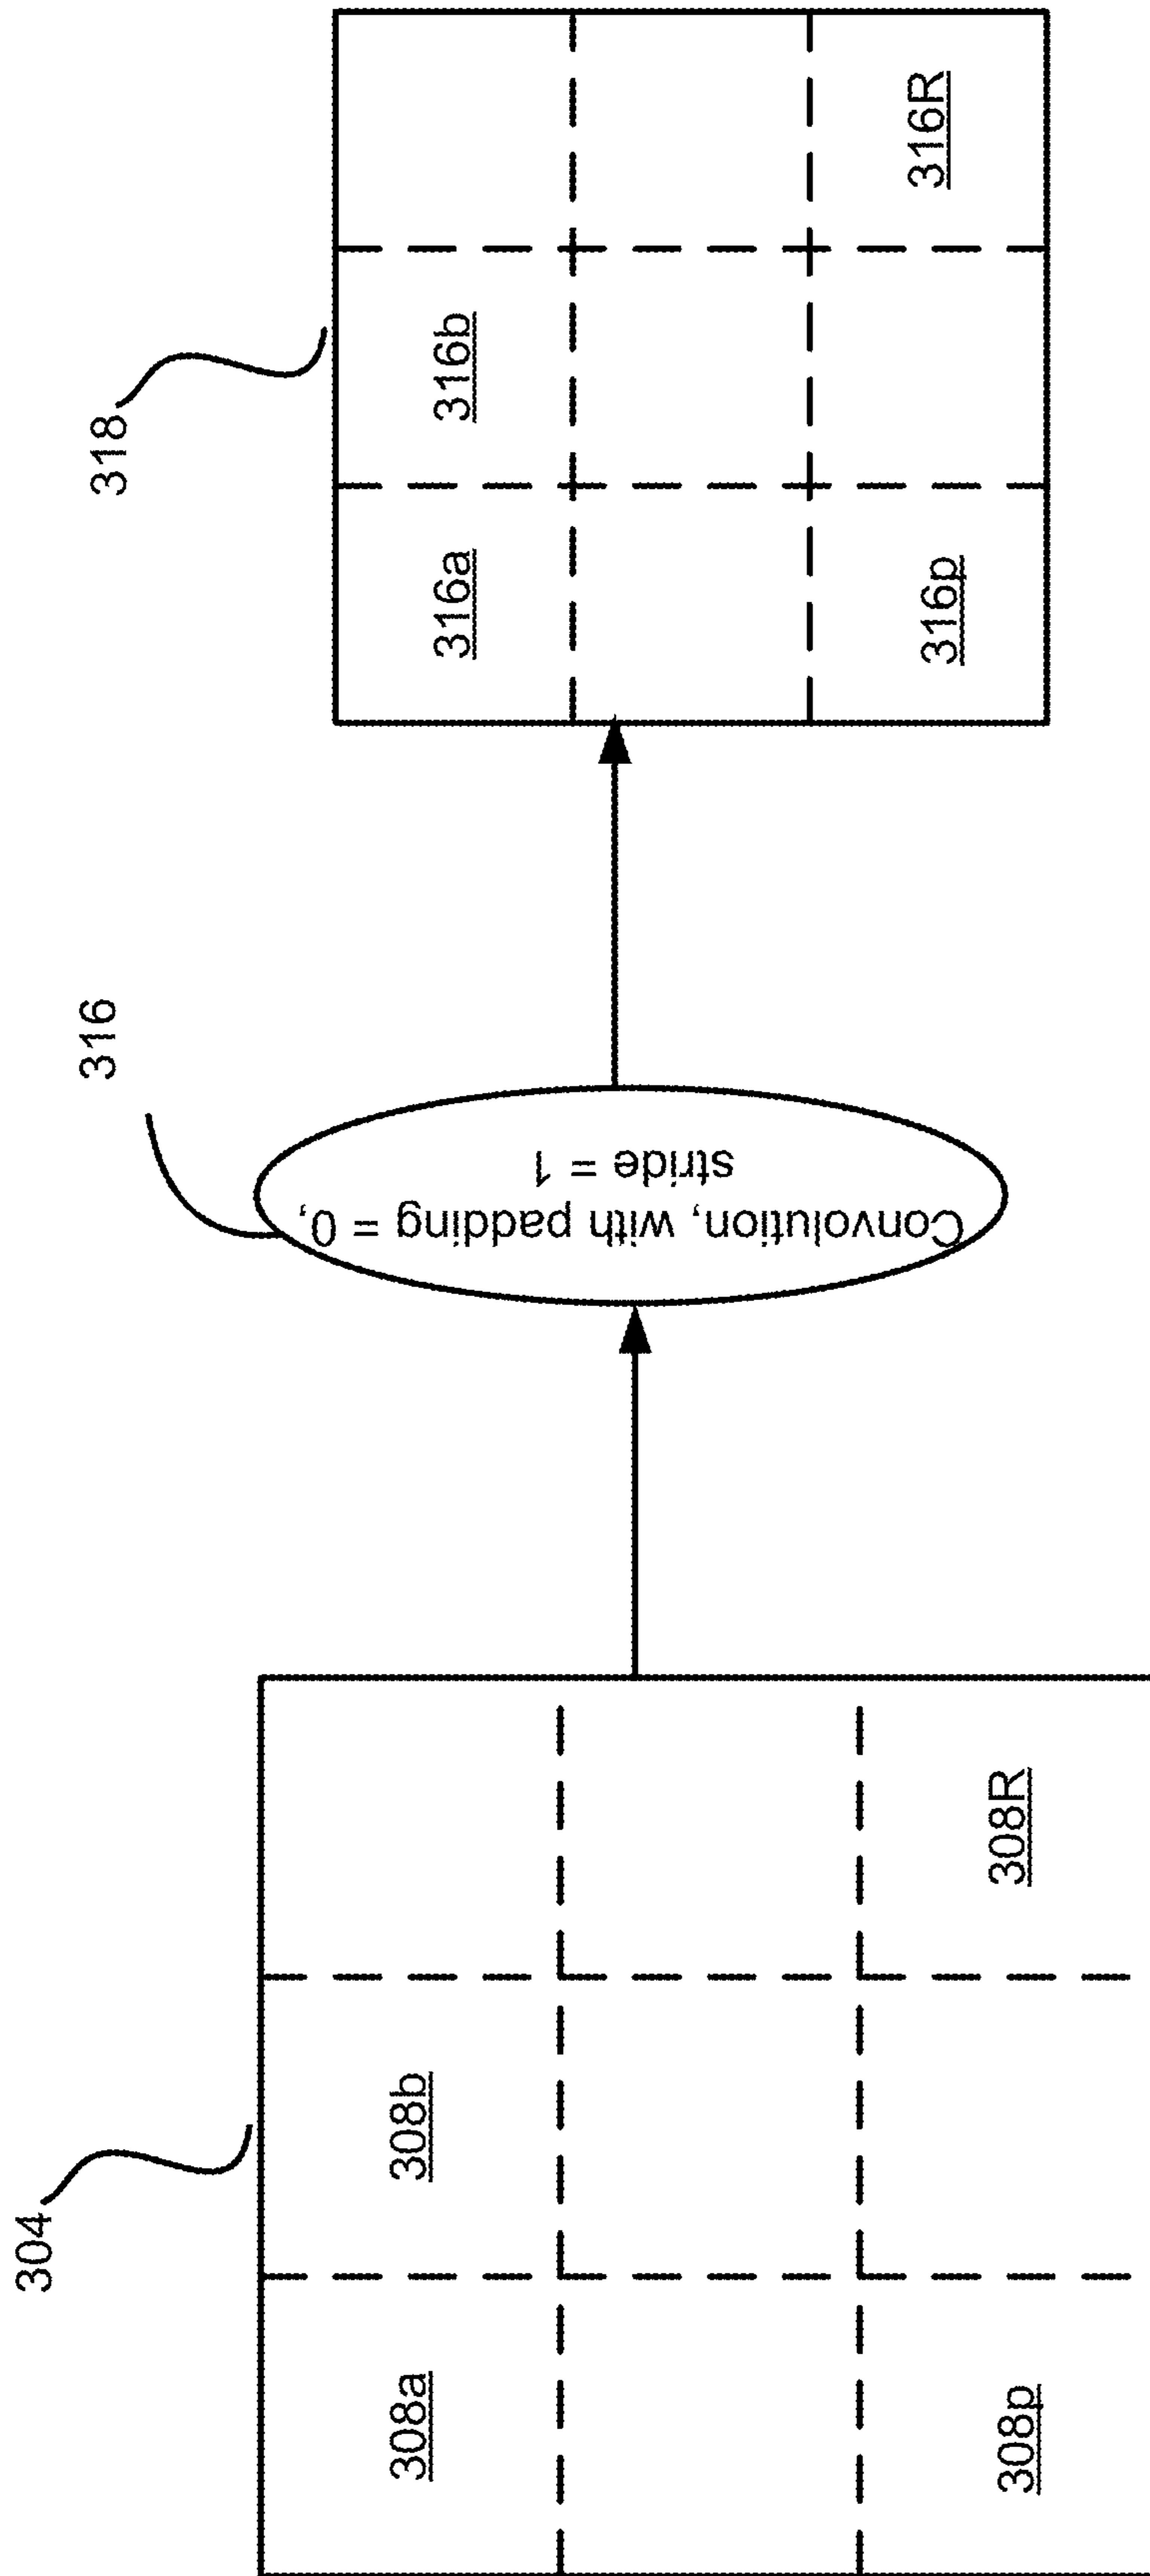 304
308a
308b
308p
308R
316
Convolution, with padding = 0,
stride = 1
318
316a
316b
316p
316R